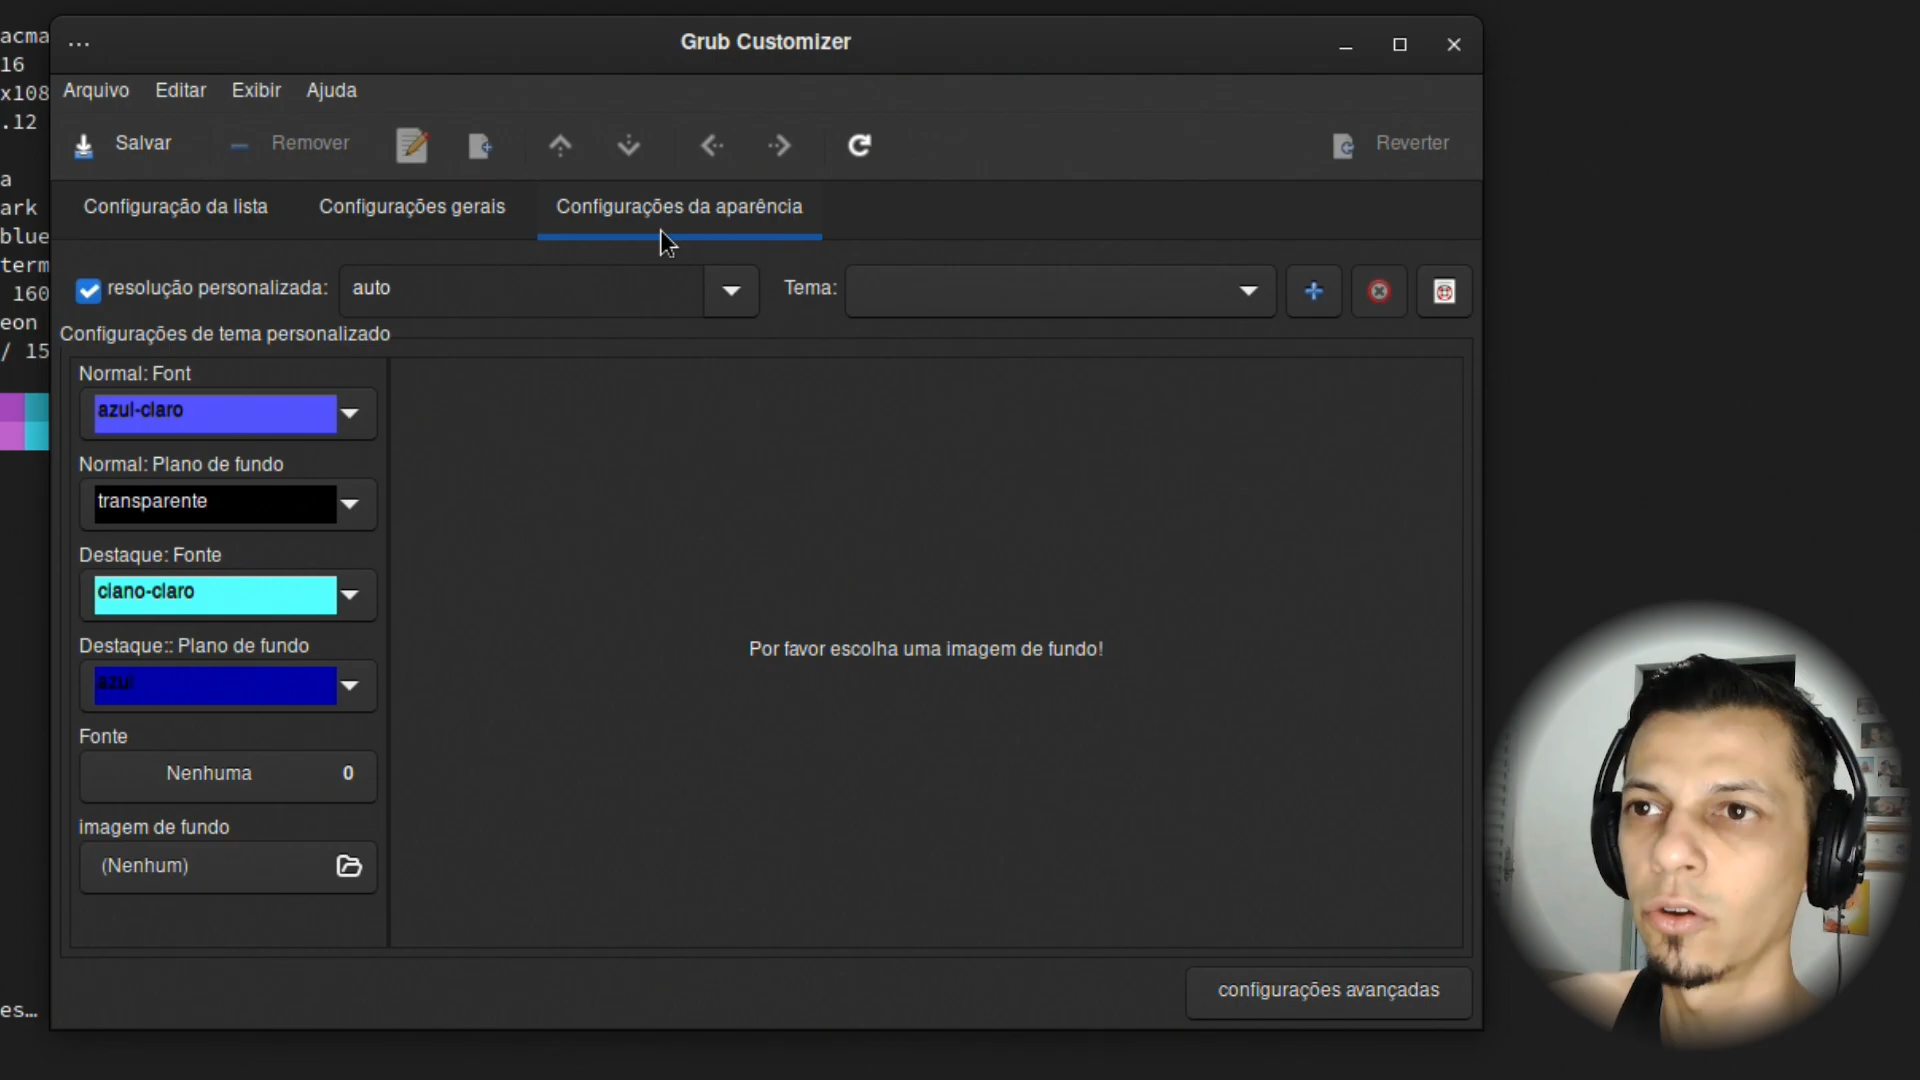 acma
16
x108
.12
a
ark
blue
term
160
eon
/ 15
es...
...
Grub Customizer
Arquivo Editar Exibir Ajuda
Salvar Remover Reverter
Configuração da lista Configurações gerais Configurações da aparência
resolução personalizada: auto Tema:
Configurações de tema personalizado
Normal: Font
azul-claro
Normal: Plano de fundo
transparente
Destaque: Fonte
ciano-claro
Destaque:: Plano de fundo
azul
Fonte
Nenhuma 0
imagem de fundo
(Nenhum)
Por favor escolha uma imagem de fundo!
configurações avançadas